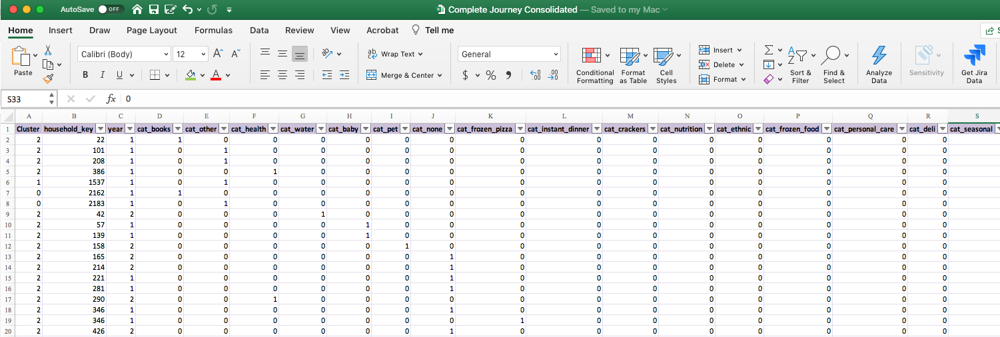 AutoSave OFF Complete Journey Consolidated — Saved to my Mac
Home Insert Draw Page Layout Formulas Data Review View Acrobat Tell me
Paste Calibri (Body) 12 A A Wrap Text General Conditional Formatting Format as Table Cell Styles Insert Sort & Filter Find & Select Analyze Data Sensitivity Get Jira Data
Delete
B I U A Merge & Center $ % Format
S33 fx 0
A B C D E F G H I J K L M N O P Q R S
1 Cluster household_key year cat_books cat_other cat_health cat_water cat_baby cat_pet cat_none cat_frozen_pizza cat_instant_dinner cat_crackers cat_nutrition cat_ethnic cat_frozen_food cat_personal_care cat_deli cat_seasonal
2 2 22 1 1 0 0 0 0 0 0 0 0 0 0 0 0 0 0
3 2 101 1 0 1 0 0 0 0 0 0 0 0 0 0 0 0 0
4 2 208 1 0 1 0 0 0 0 0 0 0 0 0 0 0 0 0
5 2 386 1 0 0 1 0 0 0 0 0 0 0 0 0 0 0 0
6 1 1537 1 0 1 0 0 0 0 0 0 0 0 0 0 0 0 0
7 0 2162 1 1 0 0 0 0 0 0 0 0 0 0 0 0 0 0
8 0 2183 1 0 1 0 0 0 0 0 0 0 0 0 0 0 0 0
9 2 42 2 0 0 0 1 0 0 0 0 0 0 0 0 0 0 0
10 2 57 1 0 0 0 0 1 0 0 0 0 0 0 0 0 0 0
11 2 139 1 0 0 0 0 1 0 0 0 0 0 0 0 0 0 0
12 2 158 2 0 0 0 0 0 1 0 0 0 0 0 0 0 0 0
13 2 165 2 0 0 0 0 0 0 1 0 0 0 0 0 0 0 0
14 2 214 2 0 0 0 0 0 0 1 0 0 0 0 0 0 0 0
15 2 221 1 0 0 0 0 0 0 1 0 0 0 0 0 0 0 0
16 2 281 1 0 0 0 0 0 0 1 0 0 0 0 0 0 0 0
17 2 290 2 0 0 1 0 0 0 0 0 0 0 0 0 0 0 0
18 2 346 1 0 0 0 0 0 0 1 0 0 0 0 0 0 0 0
19 2 346 1 0 0 0 0 0 0 0 1 0 0 0 0 0 0 0
20 2 426 2 0 0 0 0 0 0 1 0 0 0 0 0 0 0 0